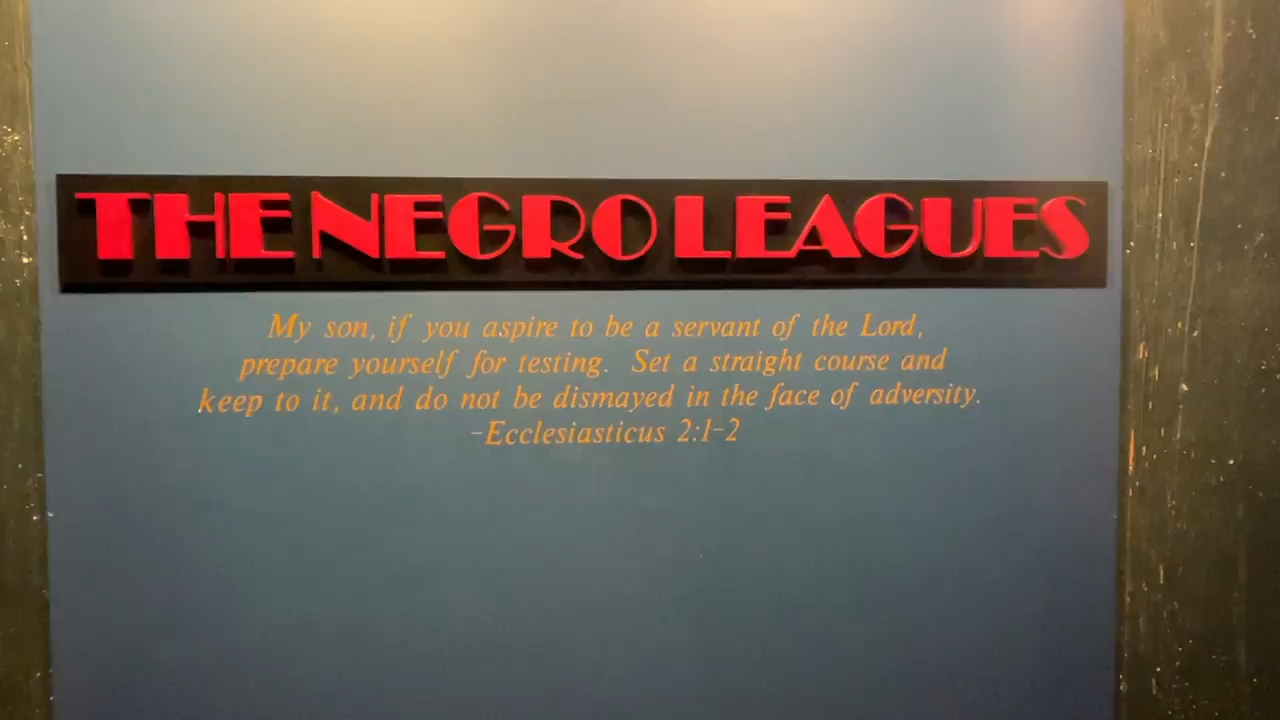 THE NEGRO LEAGUES
My son, if you aspire to be a servant of the Lord,
prepare yourself for testing. Set a straight course and
keep to it, and do not be dismayed in the face of adversity.
-Ecclesiasticus 2:1-2